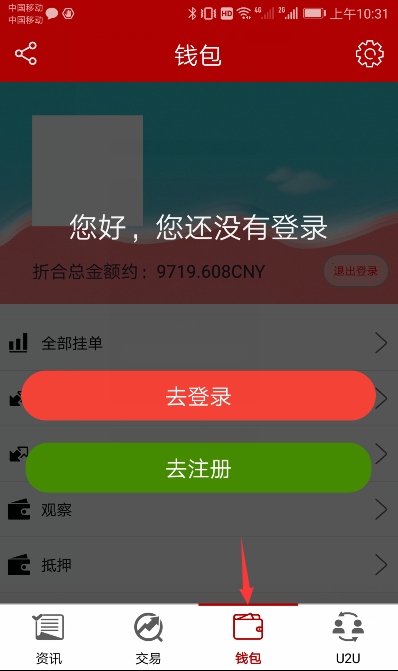 中国移动
中国移动
HD
4G
2G
上午10:31
钱包
您好，您还没有登录
折合总金额约：9719.608CNY
退出登录
全部挂单
去登录
去注册
观察
抵押
资讯
交易
钱包
U2U